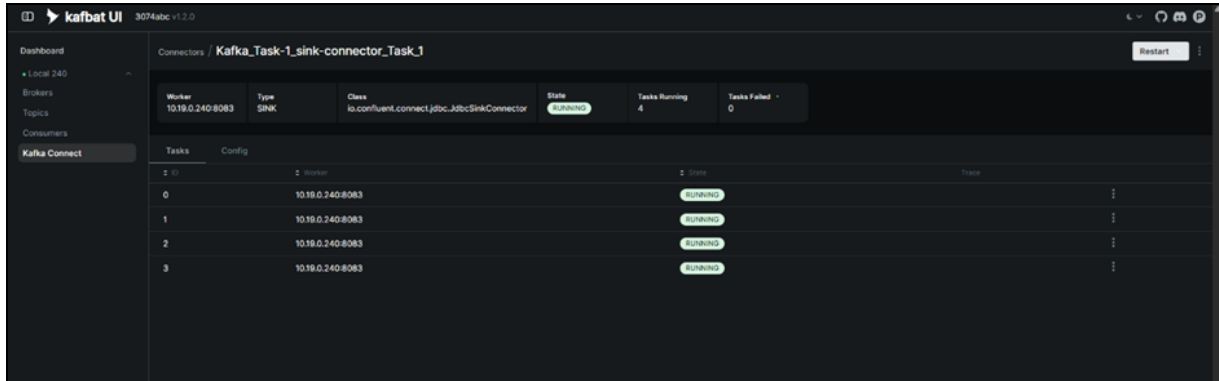 kafbat UI 3074abc v1.2.0
Dashboard
Local 240
Brokers
Topics
Consumers
Kafka Connect
Connectors / Kafka_Task-1_sink-connector_Task_1
Restart
Worker Type Class State Tasks Running Tasks Failed
10.19.0.240:8083 SINK io.confluent.connect.jdbc.JdbcSinkConnector RUNNING 4 0
Tasks Config
ID Worker State Trace
0 10.19.0.240:8083 RUNNING
1 10.19.0.240:8083 RUNNING
2 10.19.0.240:8083 RUNNING
3 10.19.0.240:8083 RUNNING